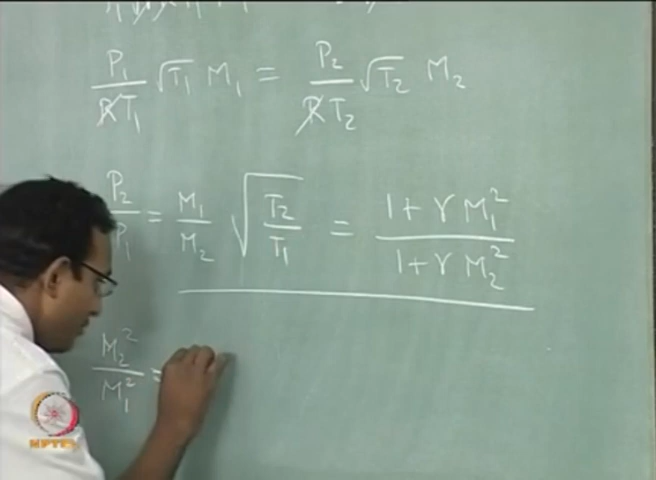 P₁/(RT₁) √T₁ M₁ = P₂/(RT₂) √T₂ M₂
P₂/P₁ = M₁/M₂ √(T₂/T₁) = (1 + γM₁²)/(1 + γM₂²)
M₂²/M₁² =
NPTEL